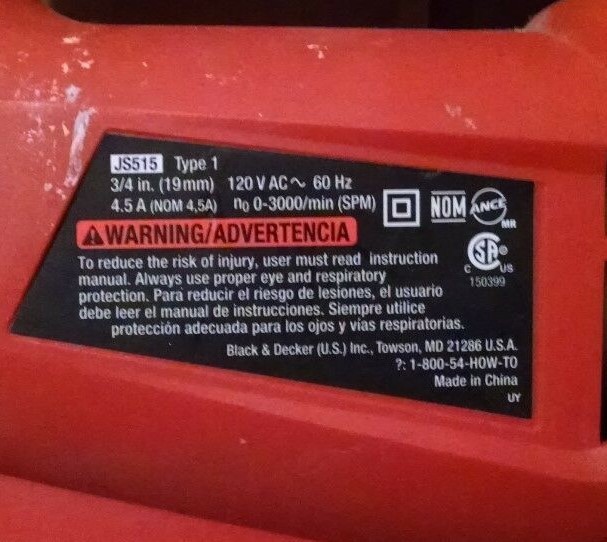 JS515 Type 1
3/4 in. (19mm) 120 V AC ~ 60 Hz
4.5 A (NOM 4,5A) n0 0-3000/min (SPM)
NOM ANCE MR
⚠WARNING/ADVERTENCIA
To reduce the risk of injury, user must read instruction
manual. Always use proper eye and respiratory
protection. Para reducir el riesgo de lesiones, el usuario
debe leer el manual de instrucciones. Siempre utilice
protección adecuada para los ojos y vias respiratorias.
C SA ® US
150399
Black & Decker (U.S.) Inc., Towson, MD 21286 U.S.A.
?: 1-800-54-HOW-TO
Made in China
UY